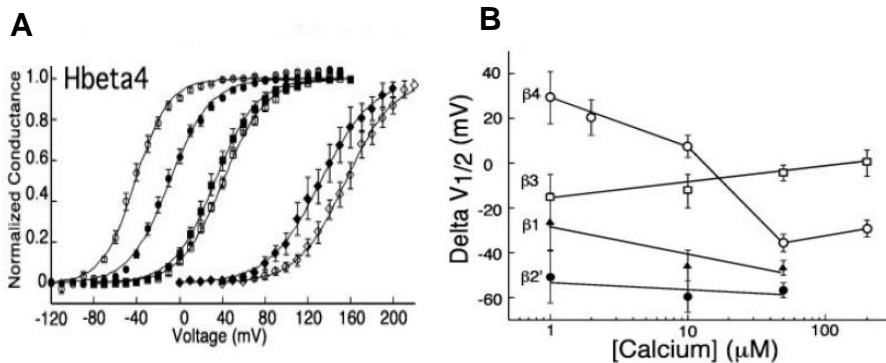 A
Hbeta4
Normalized Conductance
1.0
0.8
0.6
0.4
0.2
0
-120 -80 -40 0 40 80 120 160 200
Voltage (mV)
B
Delta V1/2 (mV)
40
20
0
-20
-40
-60
β4
β3
β1
β2'
1 10 100
[Calcium] (μM)